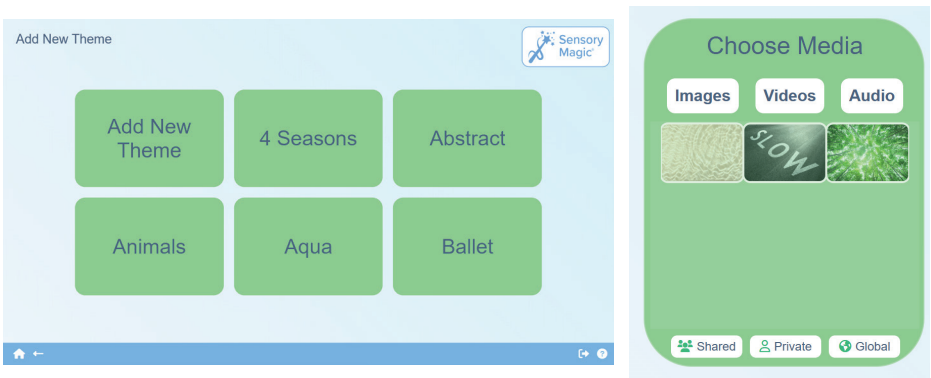 Add New Theme
Sensory
Magic
Add New
Theme
4 Seasons
Abstract
Animals
Aqua
Ballet
Choose Media
Images
Videos
Audio
SLOW
Shared
Private
Global